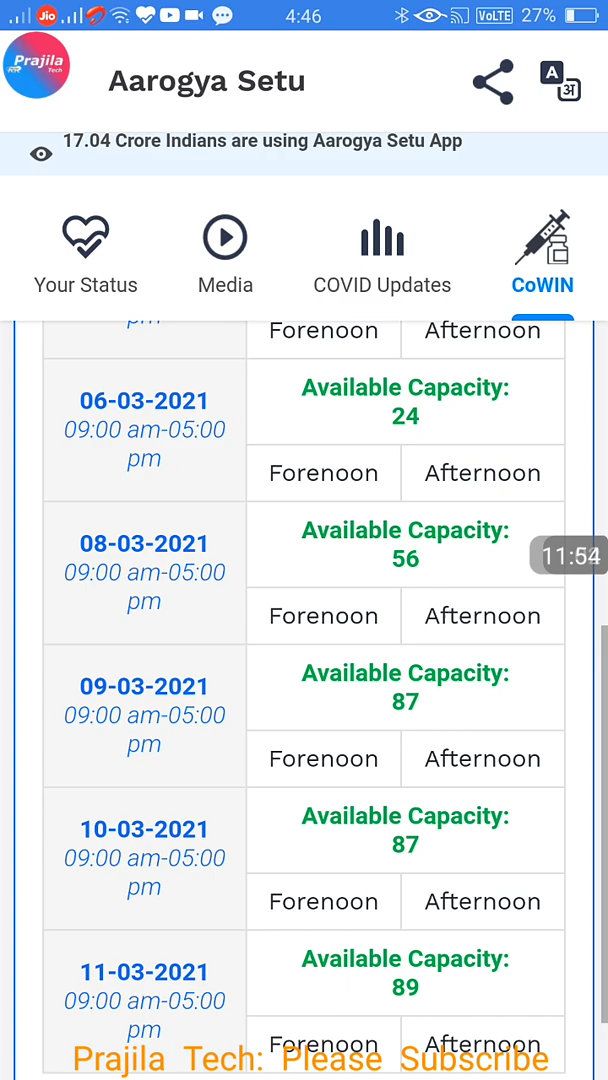 Jio
4:46
VoLTE
27%
Prajila
Tech
Aarogya Setu
A
अ
17.04 Crore Indians are using Aarogya Setu App
Your Status
Media
COVID Updates
CoWIN
pm
Forenoon
Afternoon
06-03-2021
09:00 am-05:00
pm
Available Capacity:
24
Forenoon
Afternoon
08-03-2021
09:00 am-05:00
pm
Available Capacity:
56
Forenoon
Afternoon
11:54
09-03-2021
09:00 am-05:00
pm
Available Capacity:
87
Forenoon
Afternoon
10-03-2021
09:00 am-05:00
pm
Available Capacity:
87
Forenoon
Afternoon
11-03-2021
09:00 am-05:00
pm
Available Capacity:
89
Forenoon
Afternoon
Prajila Tech: Please Subscribe